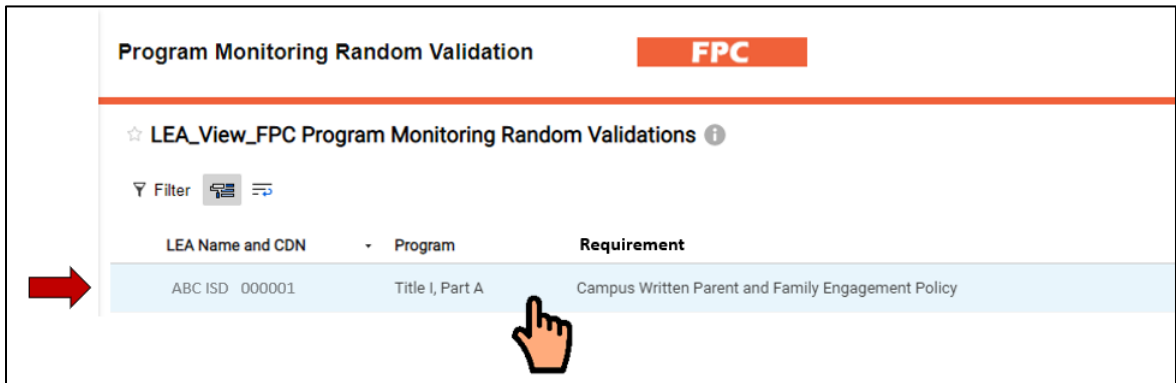 Program Monitoring Random Validation FPC
LEA_View_FPC Program Monitoring Random Validations
Filter
LEA Name and CDN Program Requirement
ABC ISD 000001 Title I, Part A Campus Written Parent and Family Engagement Policy